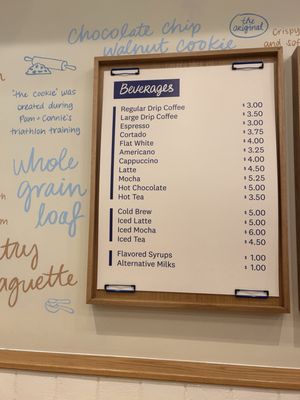 chocolate chip
walnut cookie
the
original
Crispy
and sof
"the cookie" was
created during
Pam + Connie's
triathlon training
whole
grain
loaf
try
aguette
Beverages
Regular Drip Coffee $ 3.00
Large Drip Coffee $ 3.50
Espresso $ 3.00
Cortado $ 3.75
Flat White $ 4.00
Americano $ 3.25
Cappuccino $ 4.00
Latte $ 4.50
Mocha $ 5.25
Hot Chocolate $ 5.00
Hot Tea $ 3.50
Cold Brew $ 5.00
Iced Latte $ 5.00
Iced Mocha $ 6.00
Iced Tea $ 4.50
Flavored Syrups $ 1.00
Alternative Milks $ 1.00